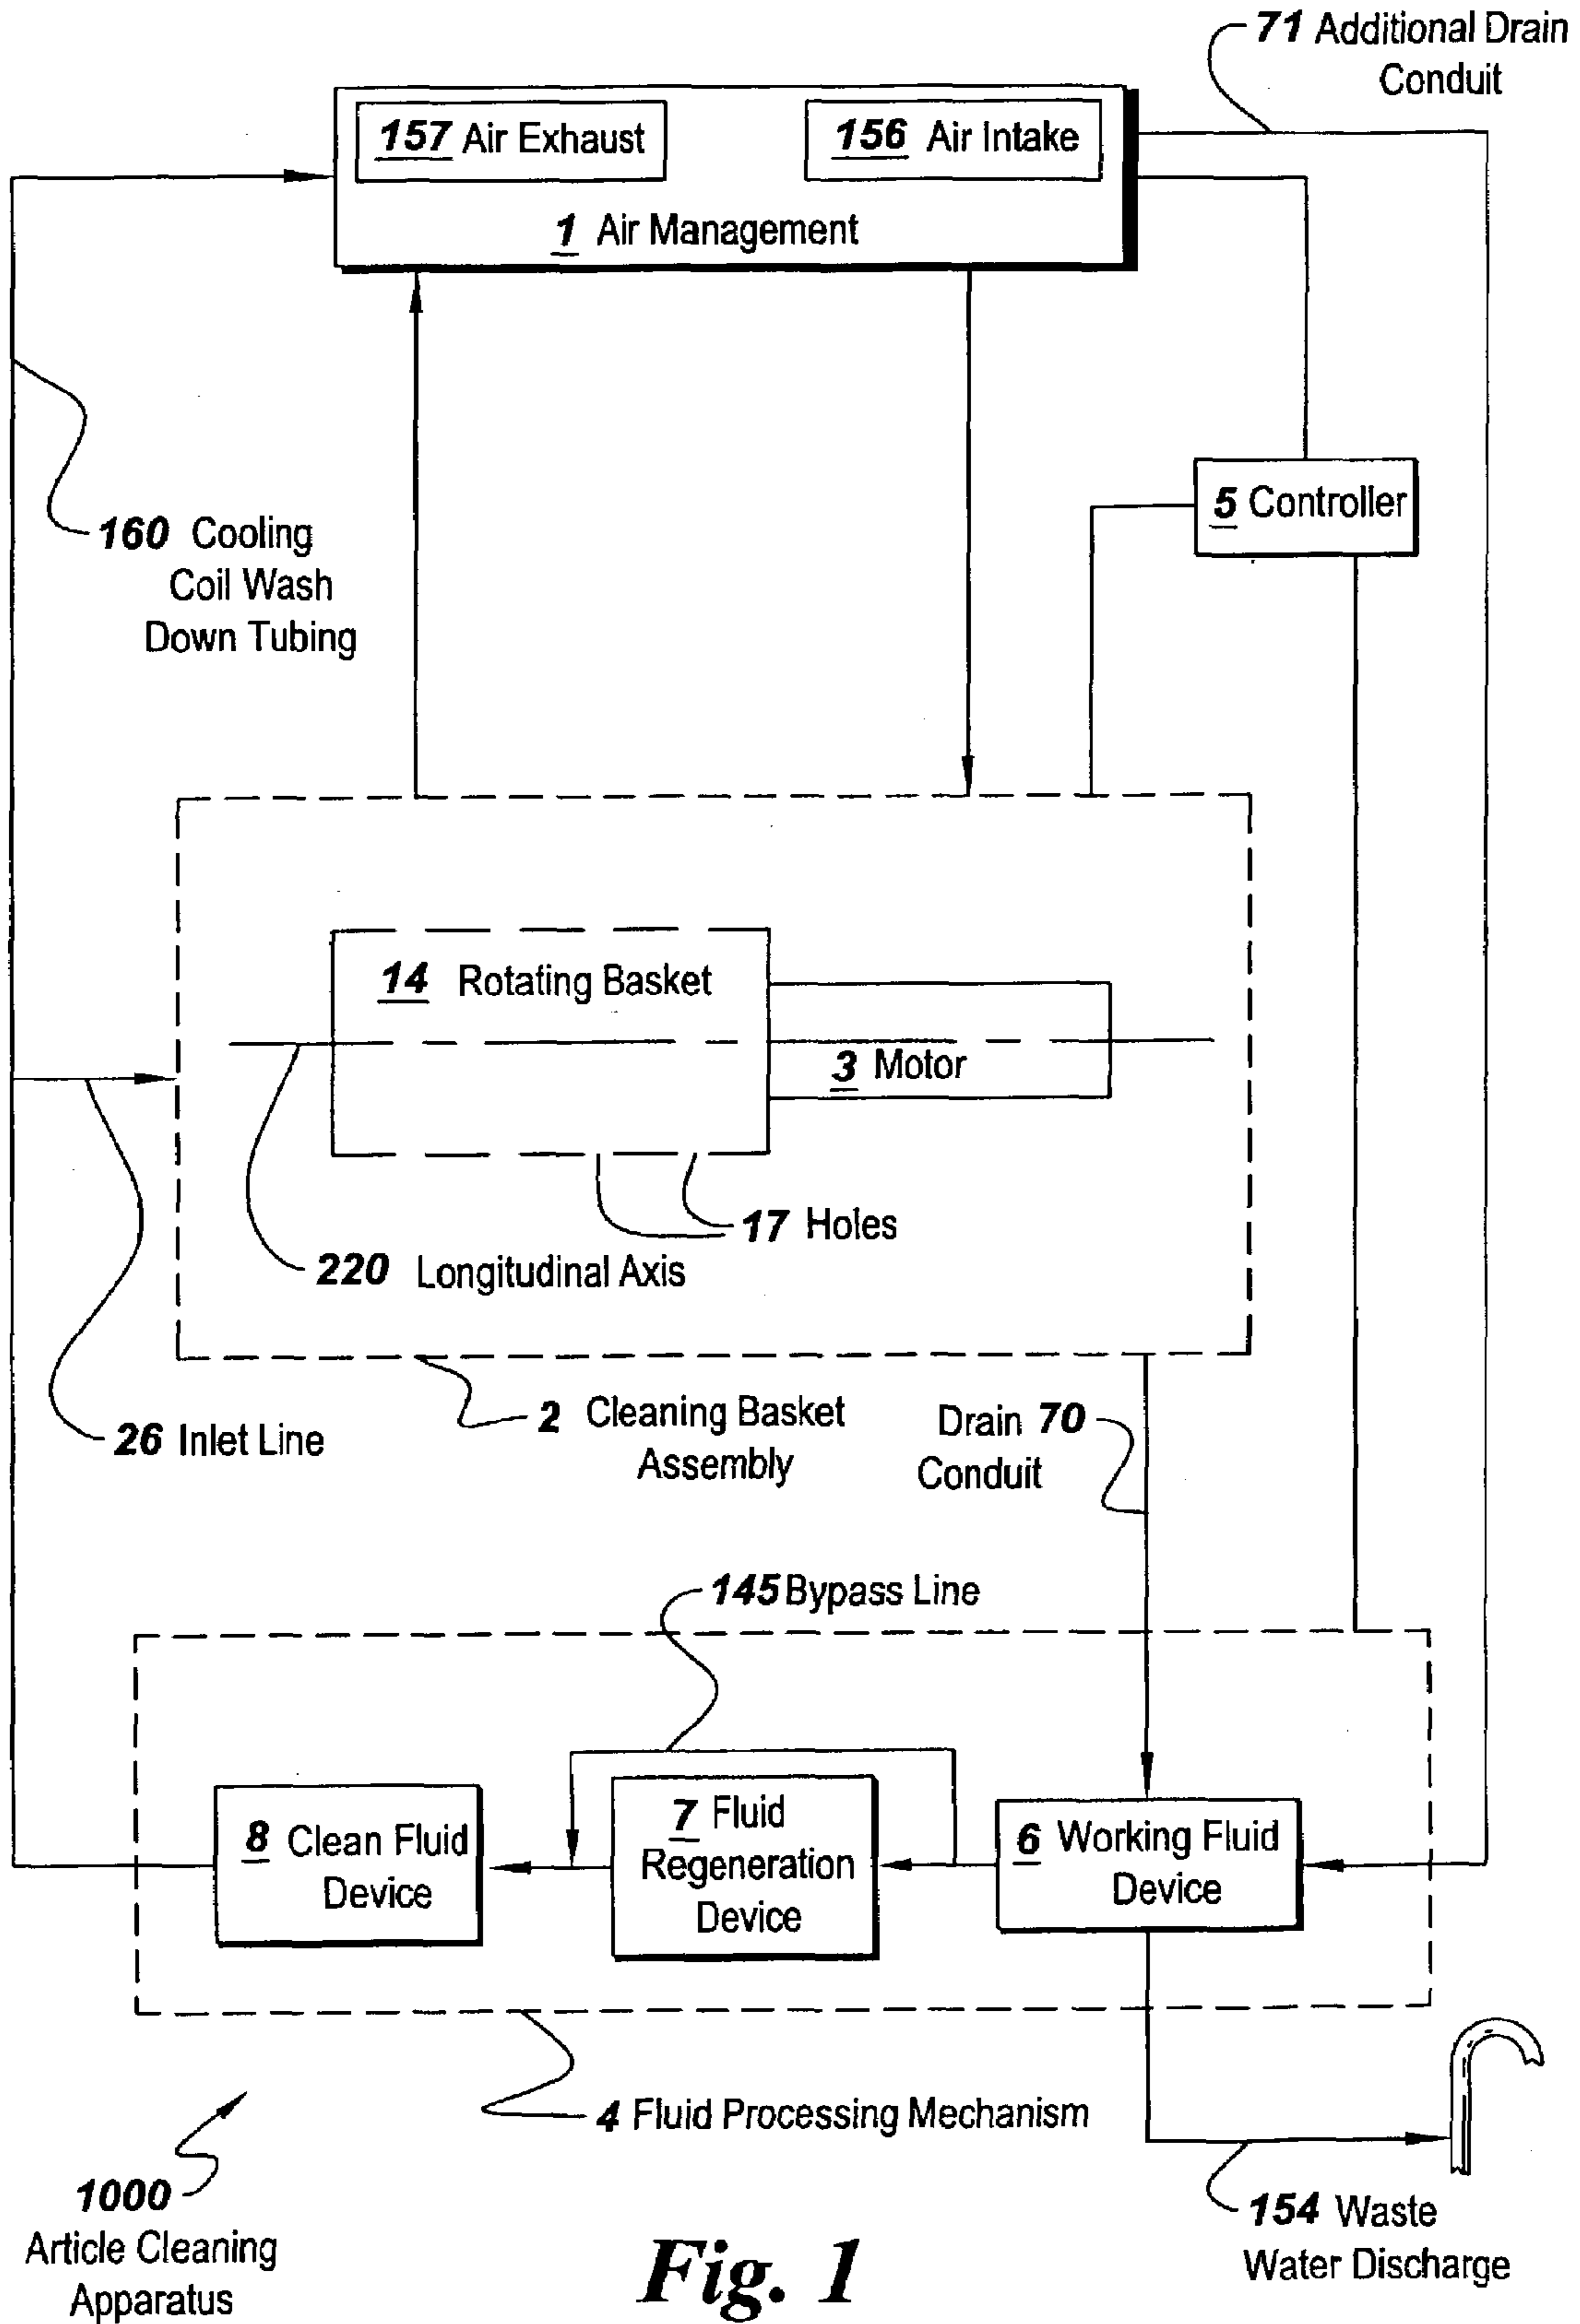 71 Additional Drain
Conduit
157 Air Exhaust
156 Air Intake
1 Air Management
5 Controller
160 Cooling
Coil Wash
Down Tubing
14 Rotating Basket
3 Motor
17 Holes
220 Longitudinal Axis
26 Inlet Line
2 Cleaning Basket
Assembly
Drain 70
Conduit
145 Bypass Line
8 Clean Fluid
Device
7 Fluid
Regeneration
Device
6 Working Fluid
Device
4 Fluid Processing Mechanism
1000
Article Cleaning
Apparatus
154 Waste
Water Discharge
Fig. 1